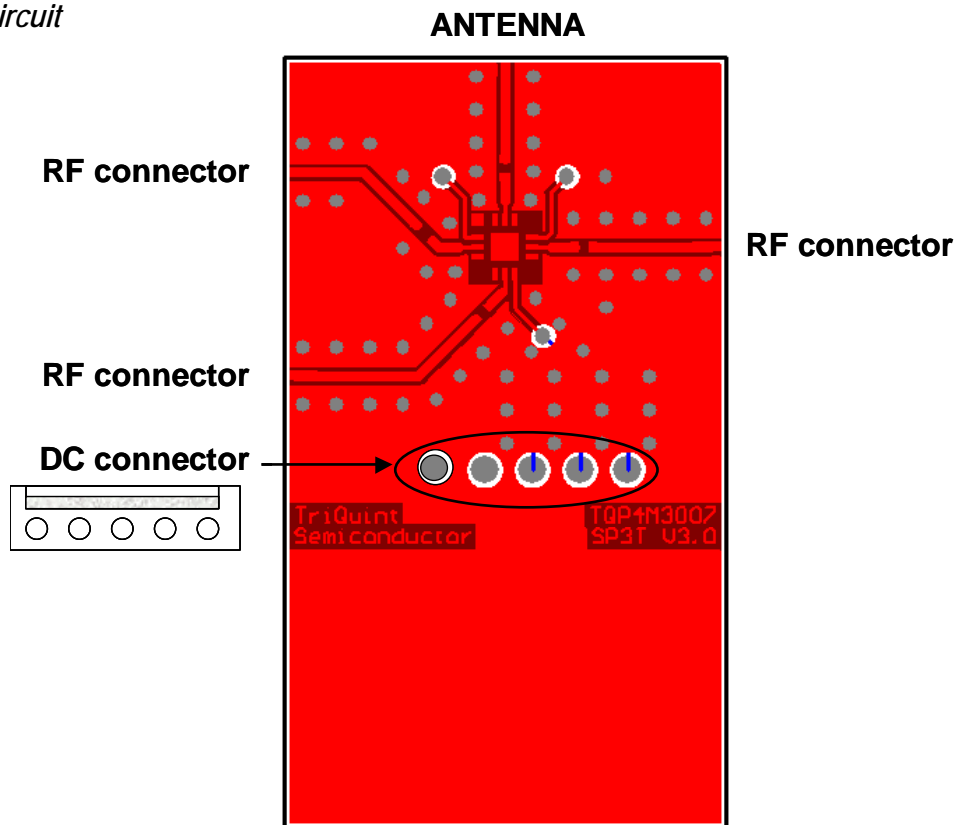 ircuit
ANTENNA
RF connector
RF connector
RF connector
DC connector
TriQuint
Semiconductor
TQP4M3007
SP3T V3.0